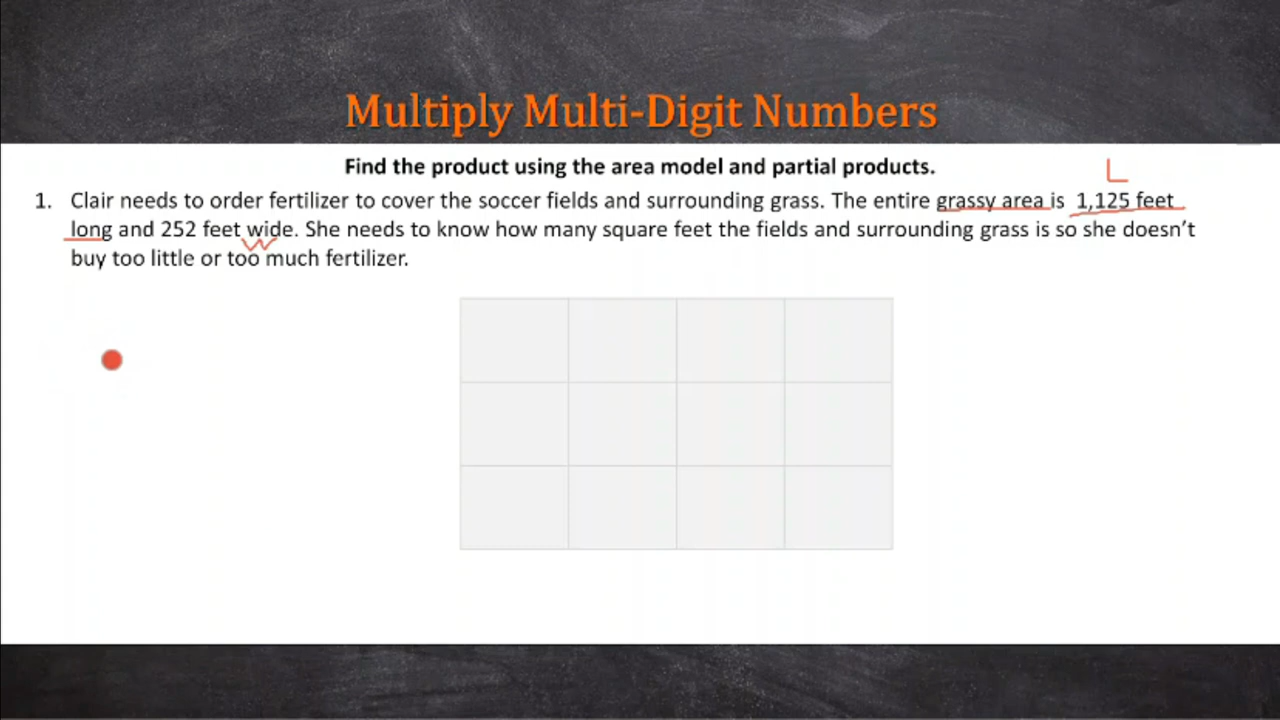 Multiply Multi-Digit Numbers
Find the product using the area model and partial products.
L
1. Clair needs to order fertilizer to cover the soccer fields and surrounding grass. The entire grassy area is 1,125 feet
long and 252 feet wide. She needs to know how many square feet the fields and surrounding grass is so she doesn't
W
buy too little or too much fertilizer.